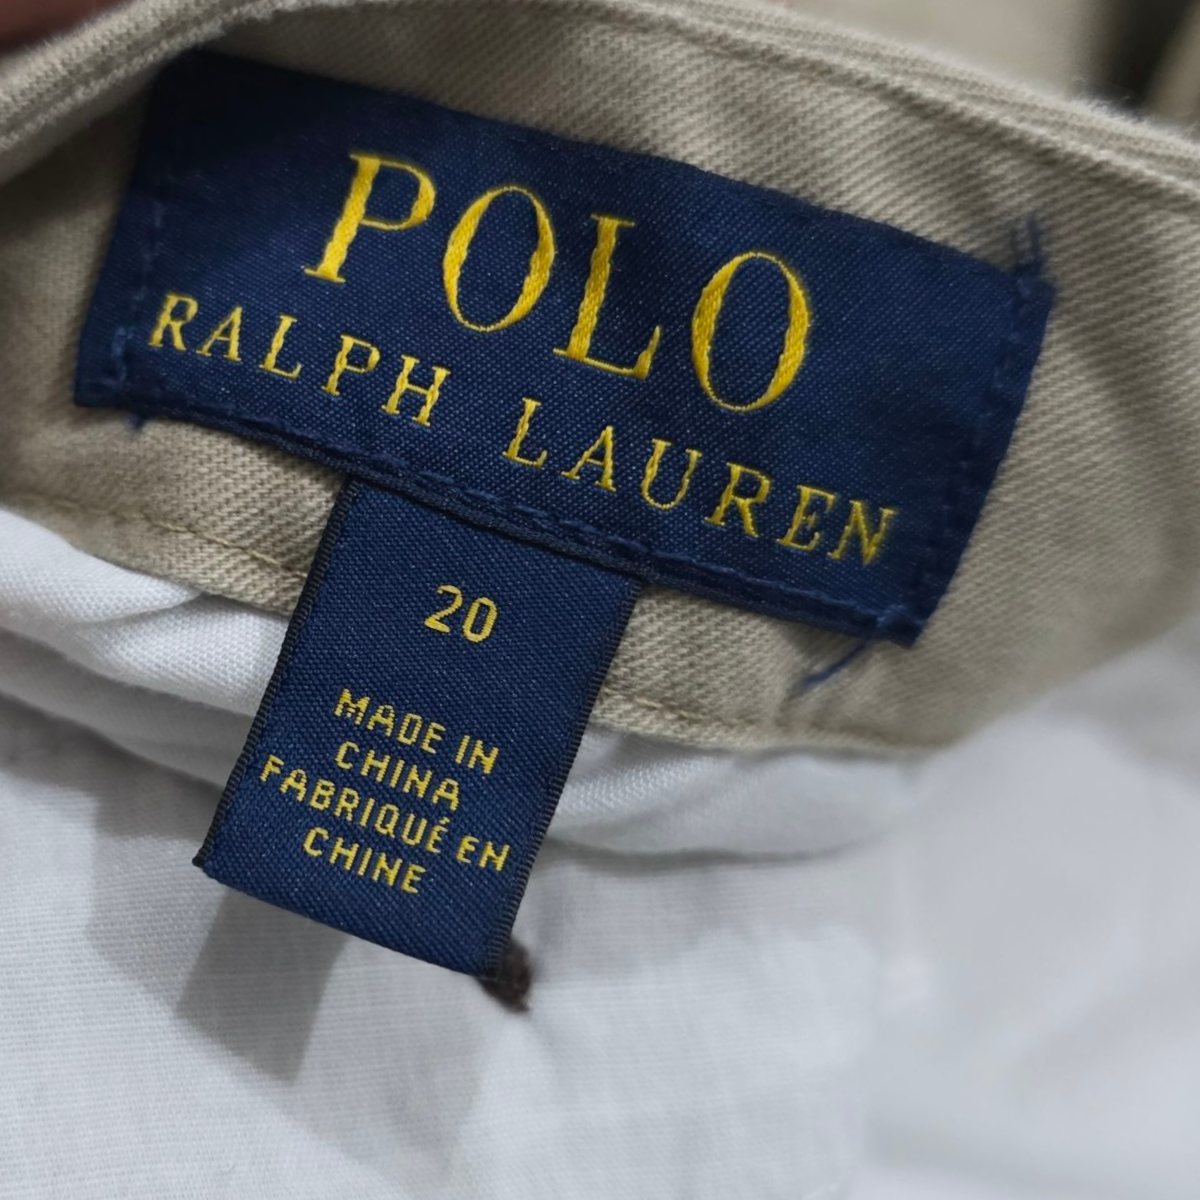 POLO
RALPH LAUREN
20
MADE IN
CHINA
FABRIQUÉ EN
CHINE